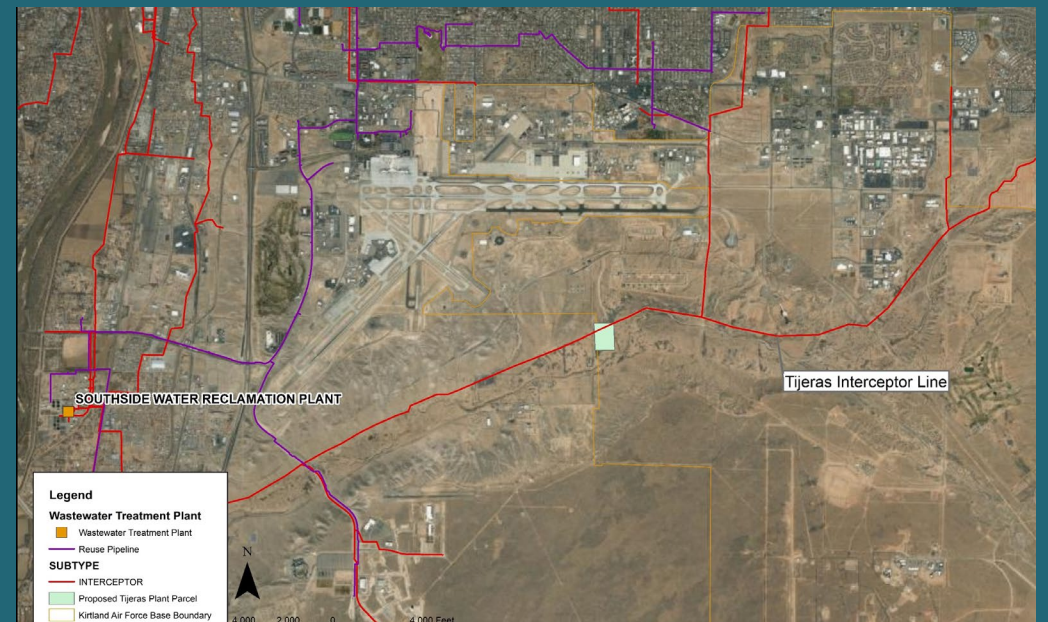 SOUTHSIDE WATER RECLAMATION PLANT
Tijeras Interceptor Line
Legend
Wastewater Treatment Plant
Wastewater Treatment Plant
Reuse Pipeline
SUBTYPE
INTERCEPTOR
Proposed Tijeras Plant Parcel
Kirtland Air Force Base Boundary
N
4,000 2,000 0 4,000 Feet